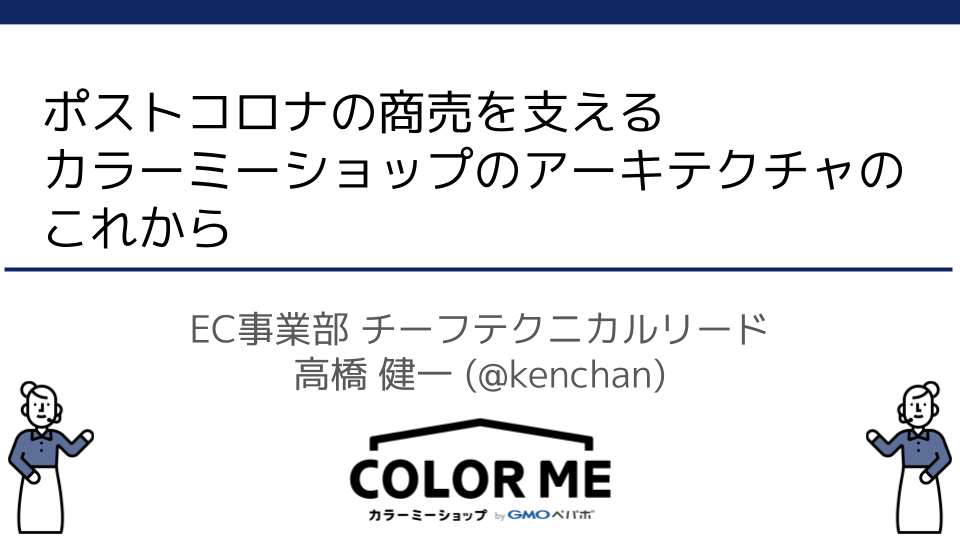 ポストコロナの商売を支える
カラーミーショップのアーキテクチャの
これから
EC事業部 チーフテクニカルリード
高橋 健一 (@kenchan)
COLOR ME
カラーミーショップ by GMOペパボ